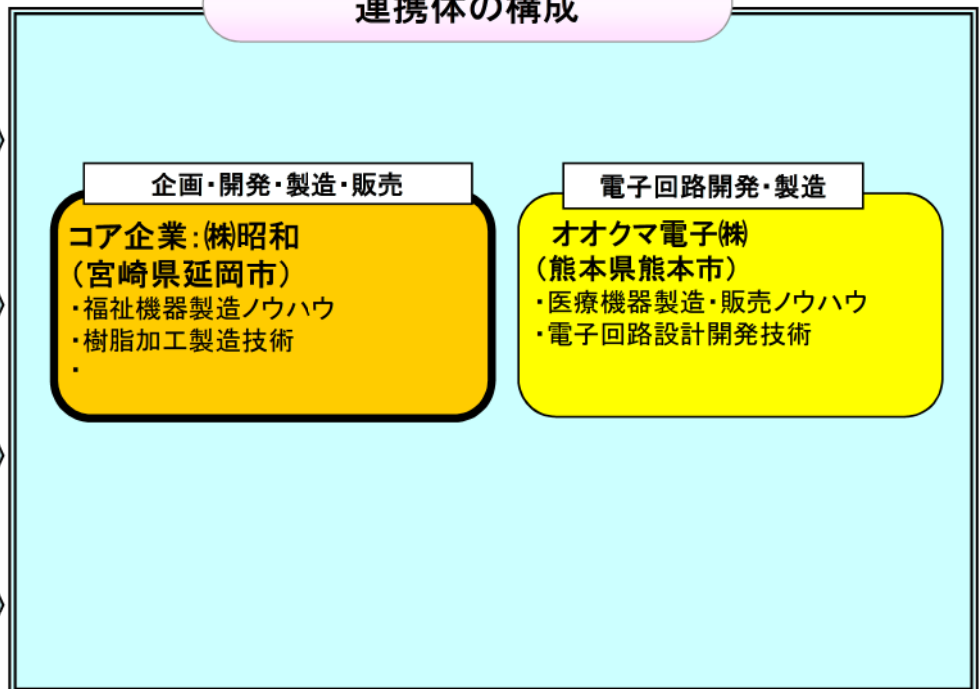 連携体の構成
企画・開発・製造・販売
コア企業：㈱昭和
（宮崎県延岡市）
・福祉機器製造ノウハウ
・樹脂加工製造技術
・
電子回路開発・製造
オオクマ電子㈱
（熊本県熊本市）
・医療機器製造・販売ノウハウ
・電子回路設計開発技術